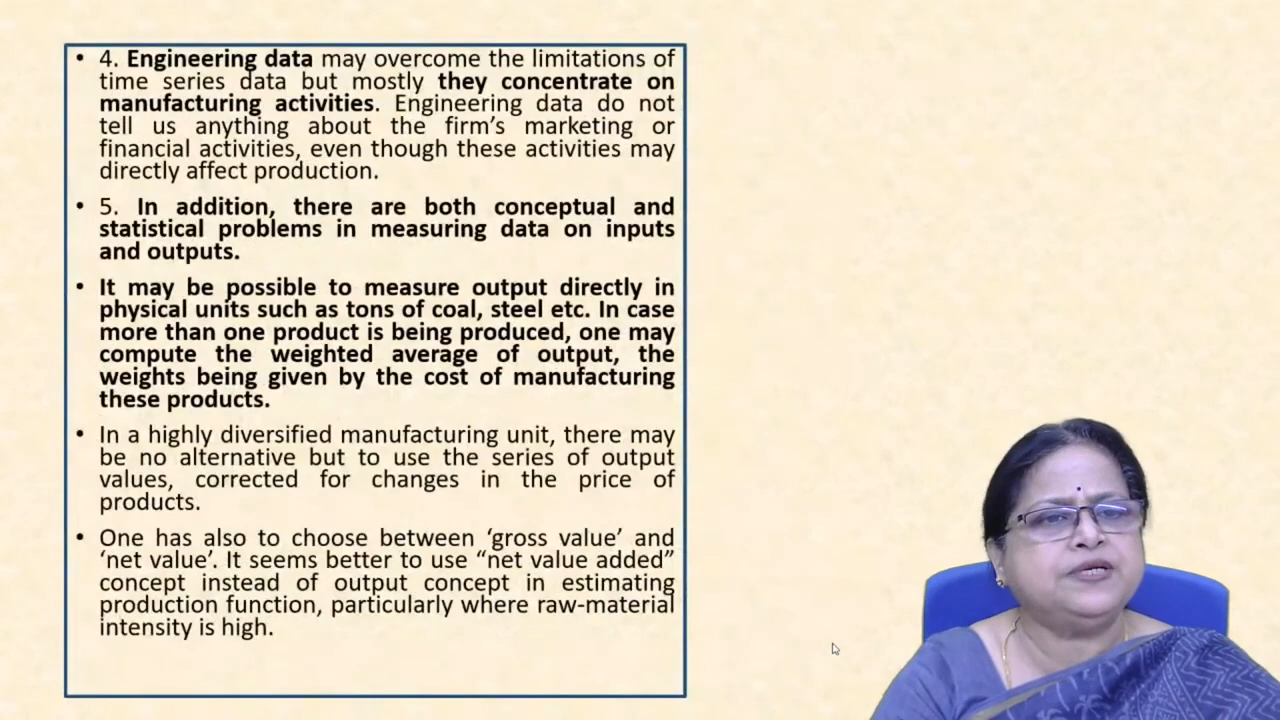 • 4. Engineering data may overcome the limitations of
time series data but mostly they concentrate on
manufacturing activities. Engineering data do not
tell us anything about the firm's marketing or
financial activities, even though these activities may
directly affect production.
• 5. In addition, there are both conceptual and
statistical problems in measuring data on inputs
and outputs.
• It may be possible to measure output directly in
physical units such as tons of coal, steel etc. In case
more than one product is being produced, one may
compute the weighted average of output, the
weights being given by the cost of manufacturing
these products.
• In a highly diversified manufacturing unit, there may
be no alternative but to use the series of output
values, corrected for changes in the price of
products.
• One has also to choose between ‘gross value’ and
‘net value’. It seems better to use “net value added”
concept instead of output concept in estimating
production function, particularly where raw-material
intensity is high.